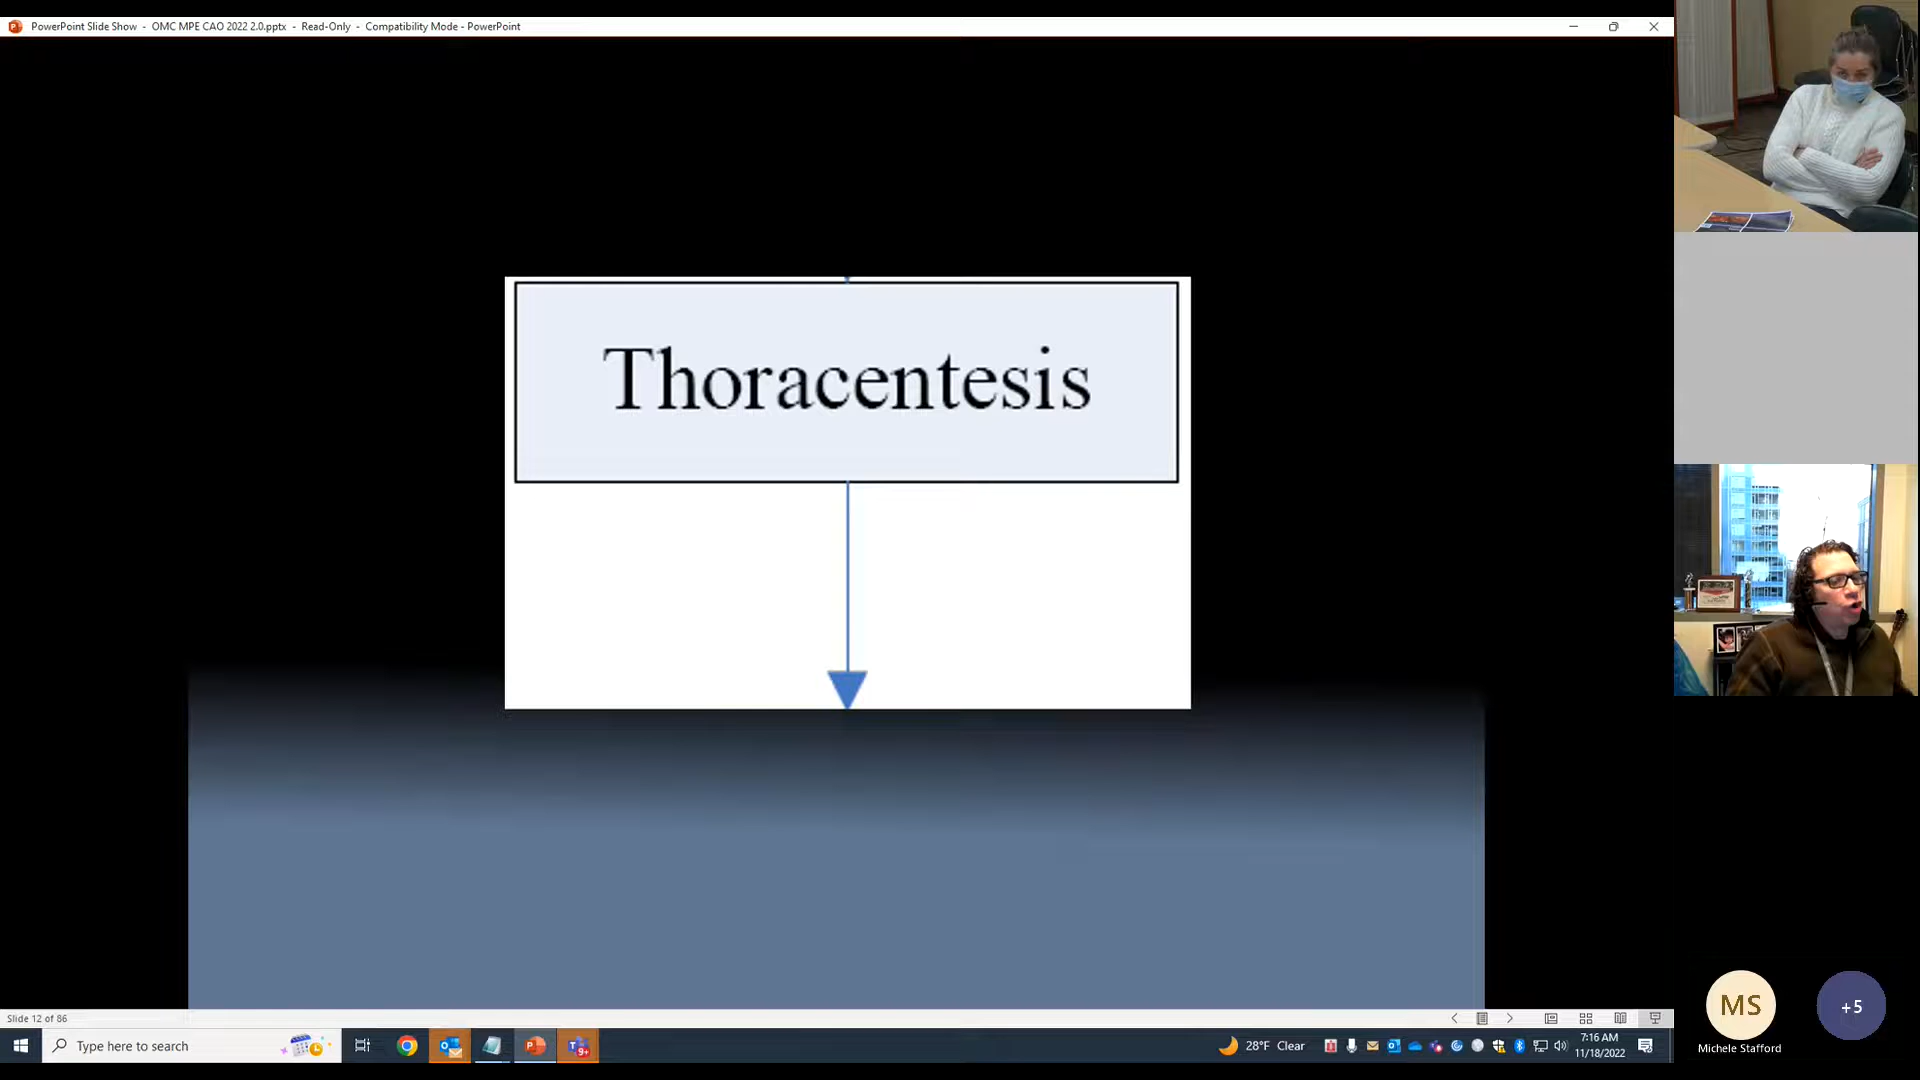 PowerPoint Slide Show - OMC MPE CAO 2022 2.0.pptx - Read-Only - Compatibility Mode - PowerPoint
Thoracentesis
Slide 12 of 86
Type here to search
9+
28°F Clear
7:16 AM
11/18/2022
MS
+5
Michele Stafford